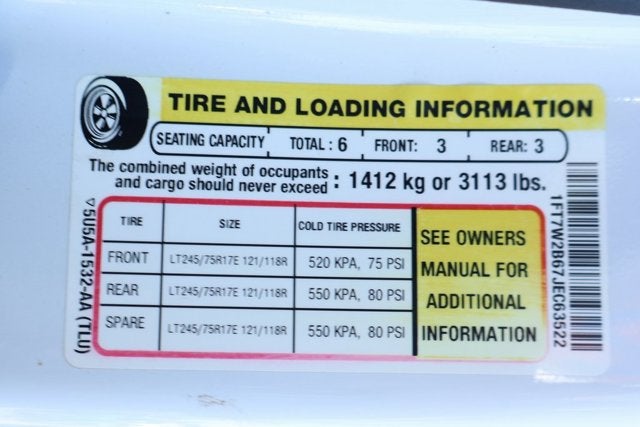 TIRE AND LOADING INFORMATION
SEATING CAPACITY TOTAL : 6 FRONT: 3 REAR: 3
The combined weight of occupants
and cargo should never exceed : 1412 kg or 3113 lbs.
TIRE SIZE COLD TIRE PRESSURE
FRONT LT245/75R17E 121/118R 520 KPA, 75 PSI
REAR LT245/75R17E 121/118R 550 KPA, 80 PSI
SPARE LT245/75R17E 121/118R 550 KPA, 80 PSI
SEE OWNERS
MANUAL FOR
ADDITIONAL
INFORMATION
▽5U5A-1532-AA (TLU)
1FT7W2B67JEC63522